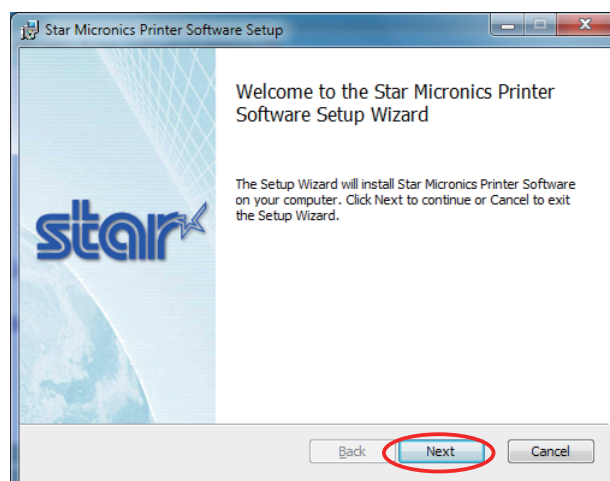 Star Micronics Printer Software Setup
Welcome to the Star Micronics Printer
Software Setup Wizard
The Setup Wizard will install Star Micronics Printer Software
on your computer. Click Next to continue or Cancel to exit
the Setup Wizard.
star
Back Next Cancel